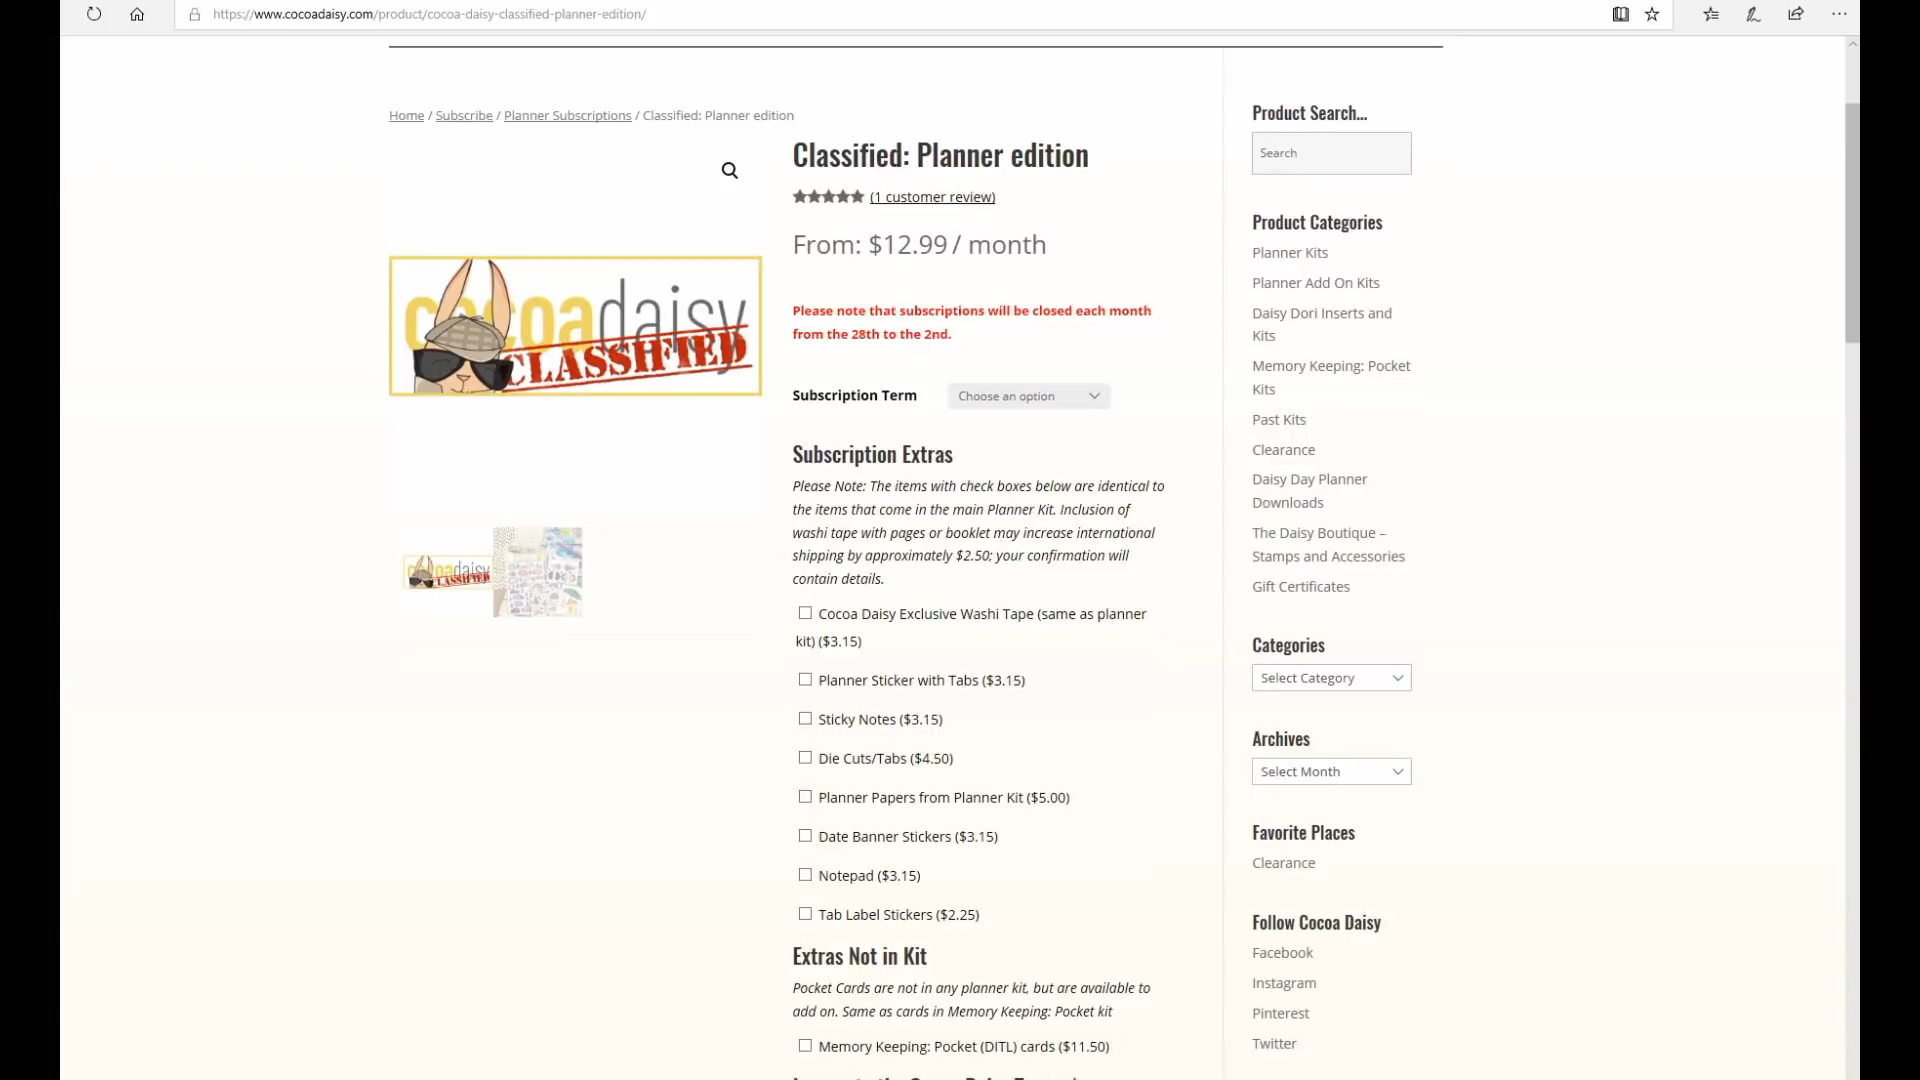 https://www.cocoadaisy.com/product/cocoa-daisy-classified-planner-edition/
Home / Subscribe / Planner Subscriptions / Classified: Planner edition
cocoadaisy
CLASSIFIED
cocoadaisy
CLASSIFIED
Classified: Planner edition
(1 customer review)
From: $12.99 / month
Please note that subscriptions will be closed each month
from the 28th to the 2nd.
Subscription Term
Choose an option
Subscription Extras
Please Note: The items with check boxes below are identical to
the items that come in the main Planner Kit. Inclusion of
washi tape with pages or booklet may increase international
shipping by approximately $2.50; your confirmation will
contain details.
Cocoa Daisy Exclusive Washi Tape (same as planner
kit) ($3.15)
Planner Sticker with Tabs ($3.15)
Sticky Notes ($3.15)
Die Cuts/Tabs ($4.50)
Planner Papers from Planner Kit ($5.00)
Date Banner Stickers ($3.15)
Notepad ($3.15)
Tab Label Stickers ($2.25)
Extras Not in Kit
Pocket Cards are not in any planner kit, but are available to
add on. Same as cards in Memory Keeping: Pocket kit
Memory Keeping: Pocket (DITL) cards ($11.50)
Product Search...
Search
Product Categories
Planner Kits
Planner Add On Kits
Daisy Dori Inserts and
Kits
Memory Keeping: Pocket
Kits
Past Kits
Clearance
Daisy Day Planner
Downloads
The Daisy Boutique –
Stamps and Accessories
Gift Certificates
Categories
Select Category
Archives
Select Month
Favorite Places
Clearance
Follow Cocoa Daisy
Facebook
Instagram
Pinterest
Twitter